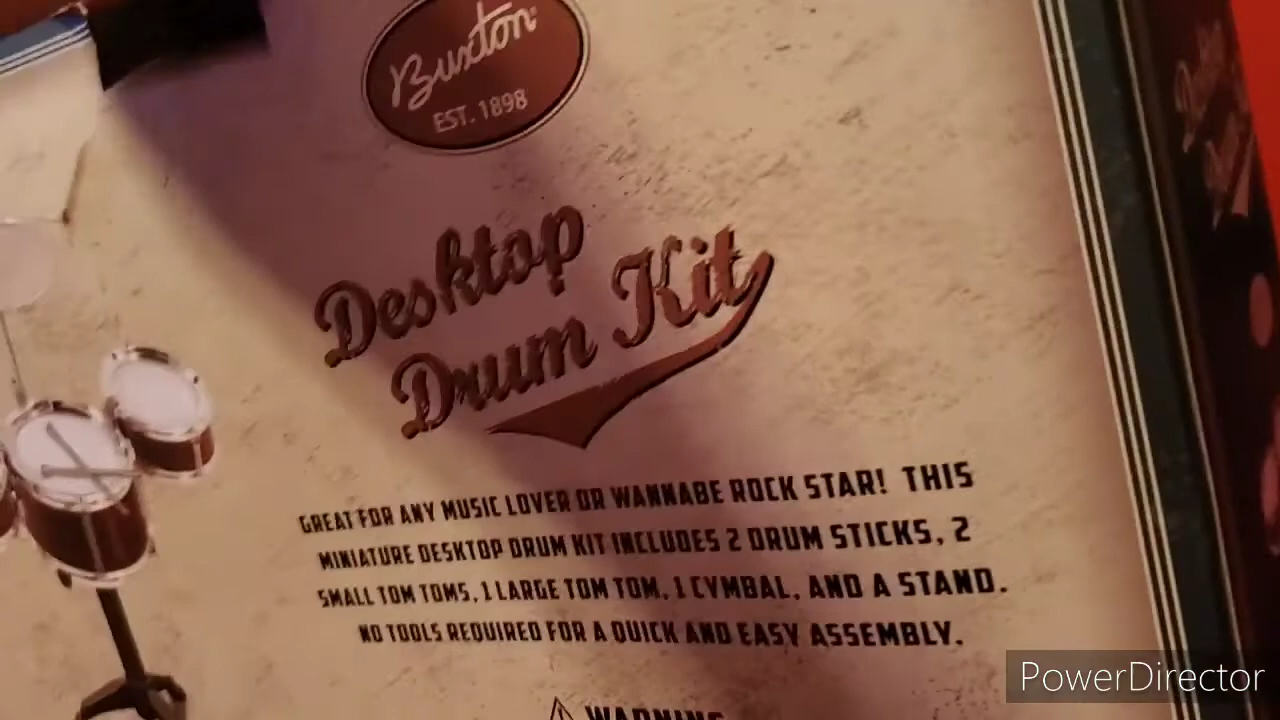 Buxton
EST. 1898
Desktop
Drum Kit
GREAT FOR ANY MUSIC LOVER OR WANNABE ROCK STAR! THIS
MINIATURE DESKTOP DRUM KIT INCLUDES 2 DRUM STICKS, 2
SMALL TOM TOMS, 1 LARGE TOM TOM, 1 CYMBAL, AND A STAND.
NO TOOLS REQUIRED FOR A QUICK AND EASY ASSEMBLY.
WARNING
PowerDirector